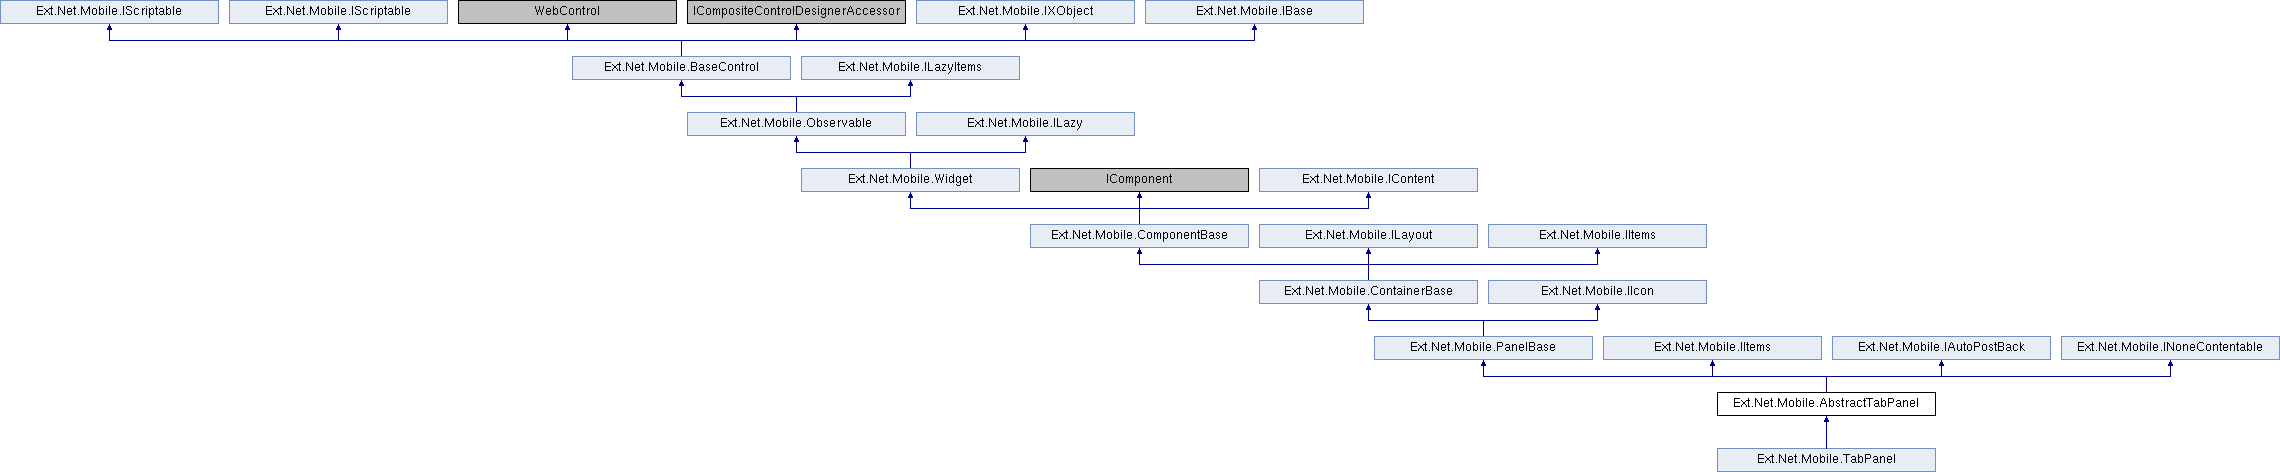 Ext.Net.Mobile.IScriptable
Ext.Net.Mobile.IScriptable
WebControl
ICompositeControlDesignerAccessor
Ext.Net.Mobile.IXObject
Ext.Net.Mobile.IBase
Ext.Net.Mobile.BaseControl
Ext.Net.Mobile.ILazyItems
Ext.Net.Mobile.Observable
Ext.Net.Mobile.ILazy
Ext.Net.Mobile.Widget
IComponent
Ext.Net.Mobile.IContent
Ext.Net.Mobile.ComponentBase
Ext.Net.Mobile.ILayout
Ext.Net.Mobile.IItems
Ext.Net.Mobile.ContainerBase
Ext.Net.Mobile.IIcon
Ext.Net.Mobile.PanelBase
Ext.Net.Mobile.IItems
Ext.Net.Mobile.IAutoPostBack
Ext.Net.Mobile.INoneContentable
Ext.Net.Mobile.AbstractTabPanel
Ext.Net.Mobile.TabPanel